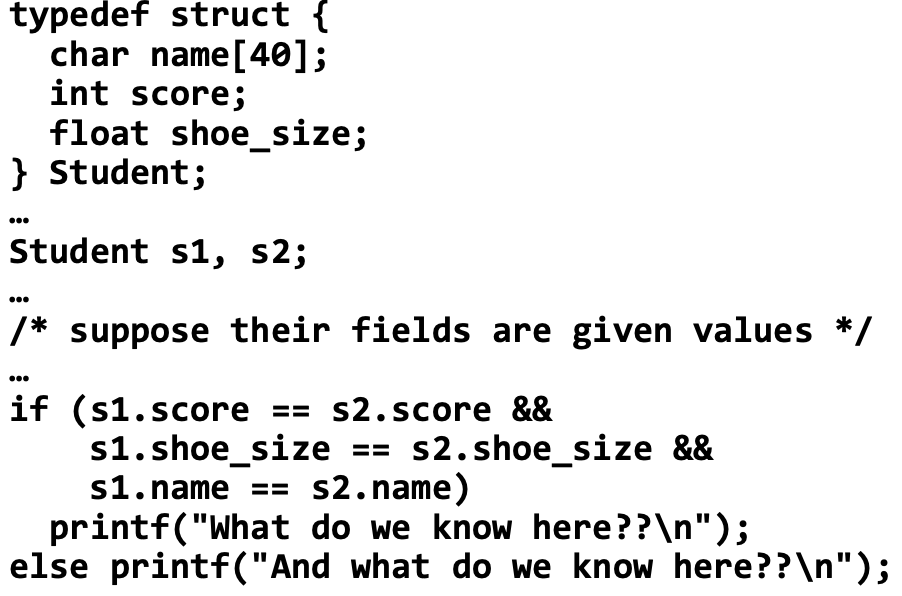 typedef struct {
  char name[40];
  int score;
  float shoe_size;
} Student;
…
Student s1, s2;
…
/* suppose their fields are given values */
…
if (s1.score == s2.score &&
    s1.shoe_size == s2.shoe_size &&
    s1.name == s2.name)
  printf("What do we know here??\n");
else printf("And what do we know here??\n");